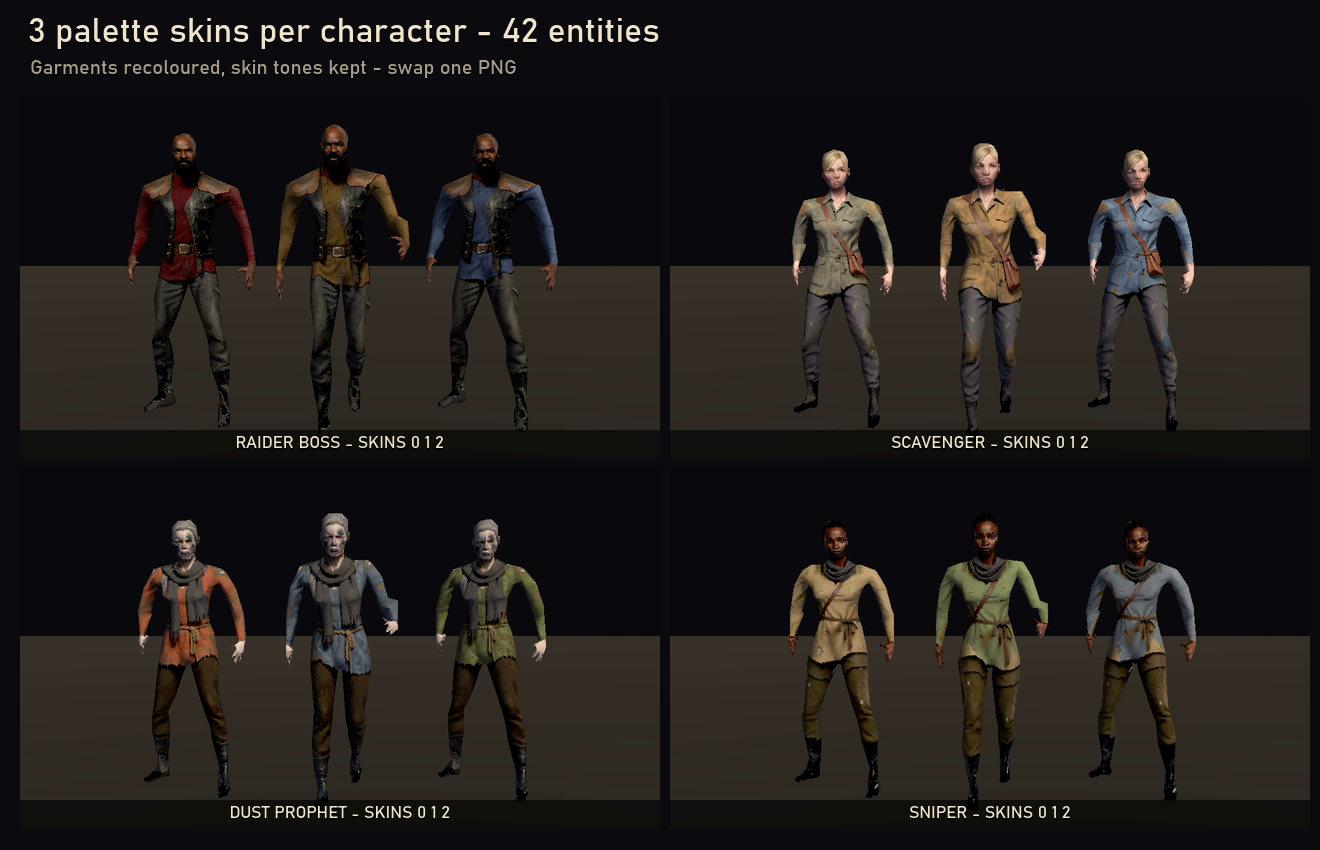 3 palette skins per character - 42 entities
Garments recoloured, skin tones kept - swap one PNG
RAIDER BOSS - SKINS 0 1 2
SCAVENGER - SKINS 0 1 2
DUST PROPHET - SKINS 0 1 2
SNIPER - SKINS 0 1 2